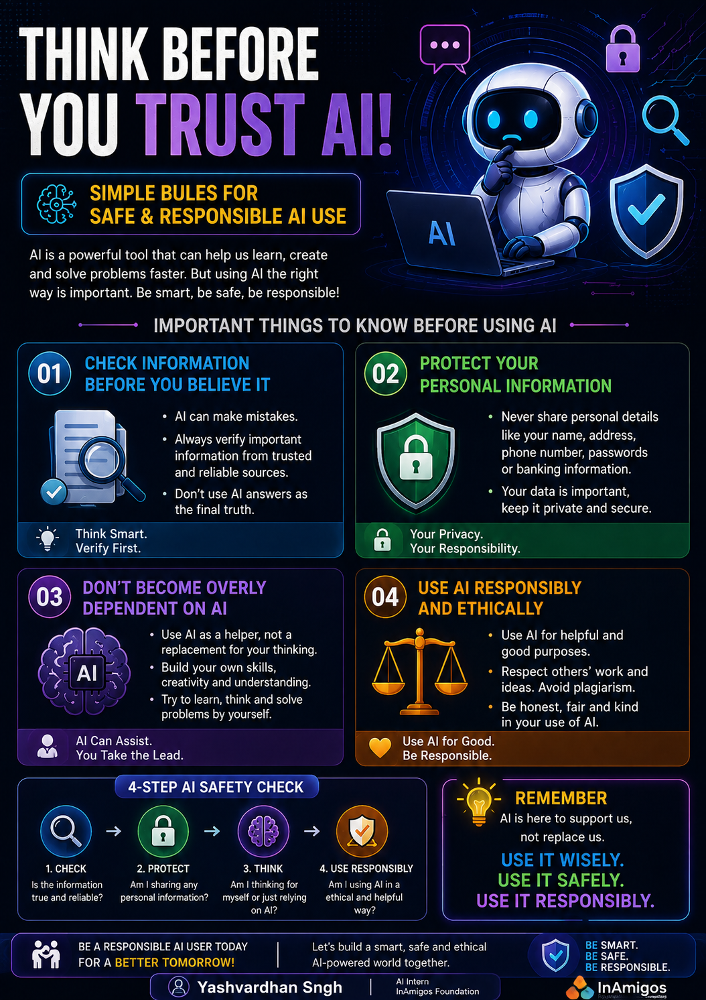 THINK BEFORE
YOU TRUST AI!
SIMPLE BULES FOR
SAFE & RESPONSIBLE AI USE
AI is a powerful tool that can help us learn, create
and solve problems faster. But using AI the right
way is important. Be smart, be safe, be responsible!
AI
IMPORTANT THINGS TO KNOW BEFORE USING AI
01
CHECK INFORMATION
BEFORE YOU BELIEVE IT
• AI can make mistakes.
• Always verify important
information from trusted
and reliable sources.
• Don't use AI answers as
the final truth.
Think Smart.
Verify First.
02
PROTECT YOUR
PERSONAL INFORMATION
• Never share personal details
like your name, address,
phone number, passwords
or banking information.
• Your data is important,
keep it private and secure.
Your Privacy.
Your Responsibility.
03
DON'T BECOME OVERLY
DEPENDENT ON AI
AI
• Use AI as a helper, not a
replacement for your thinking.
• Build your own skills,
creativity and understanding.
• Try to learn, think and solve
problems by yourself.
AI Can Assist.
You Take the Lead.
04
USE AI RESPONSIBLY
AND ETHICALLY
• Use AI for helpful and
good purposes.
• Respect others' work and
ideas. Avoid plagiarism.
• Be honest, fair and kind
in your use of AI.
Use AI for Good.
Be Responsible.
4-STEP AI SAFETY CHECK
1. CHECK
Is the information
true and reliable?
2. PROTECT
Am I sharing any
personal information?
3. THINK
Am I thinking for
myself or just relying
on AI?
4. USE RESPONSIBLY
Am I using AI in a
ethical and helpful
way?
REMEMBER
AI is here to support us,
not replace us.
USE IT WISELY.
USE IT SAFELY.
USE IT RESPONSIBLY.
BE A RESPONSIBLE AI USER TODAY
FOR A BETTER TOMORROW!
Let's build a smart, safe and ethical
AI-powered world together.
BE SMART.
BE SAFE.
BE RESPONSIBLE.
Yashvardhan Sngh
AI Intern
InAmigos Foundation
InAmigos